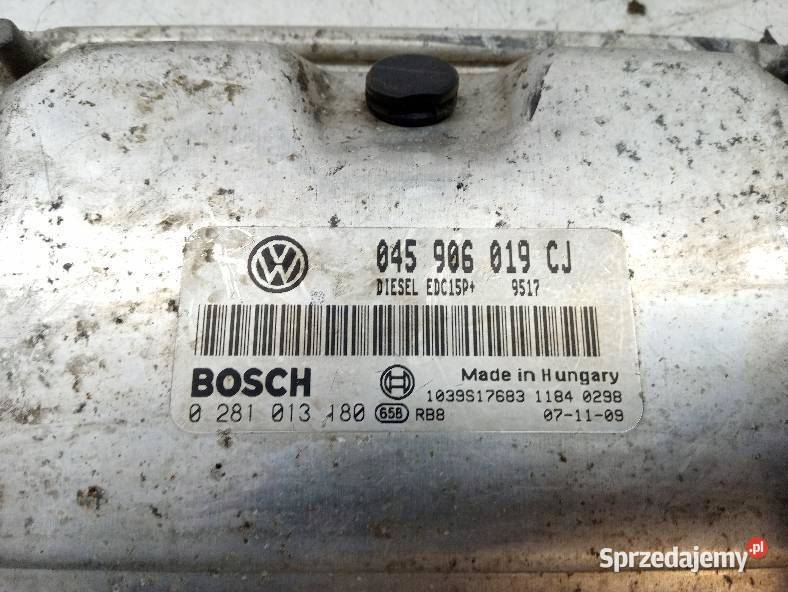 045 906 019 CJ
DIESEL EDC15P+ 9517
BOSCH
Made in Hungary
1039S17683 1184 0298
0 281 013 180 658 RB8 07-11-09
Sprzedajemy.pl